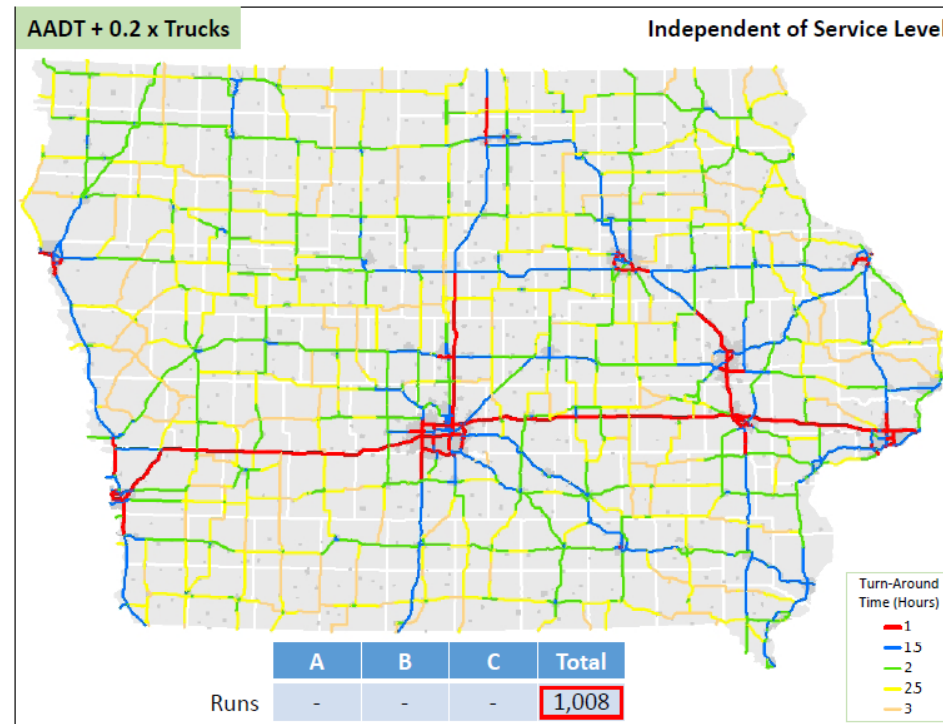 AADT + 0.2 x Trucks
Independent of Service Level
Turn-Around
Time (Hours)
1
1.5
2
2.5
3
A B C Total
Runs - - - 1,008